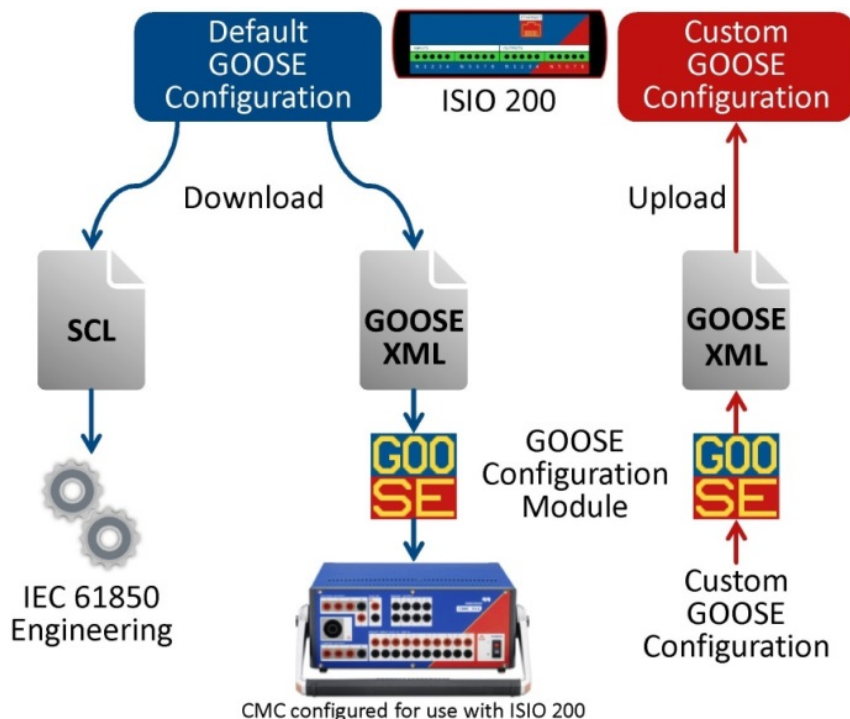 Default
GOOSE
Configuration
ISIO 200
Custom
GOOSE
Configuration
Download
Upload
SCL
GOOSE
XML
GOOSE
XML
GOO
SE
GOOSE
Configuration
Module
GOO
SE
IEC 61850
Engineering
Custom
GOOSE
Configuration
CMC configured for use with ISIO 200